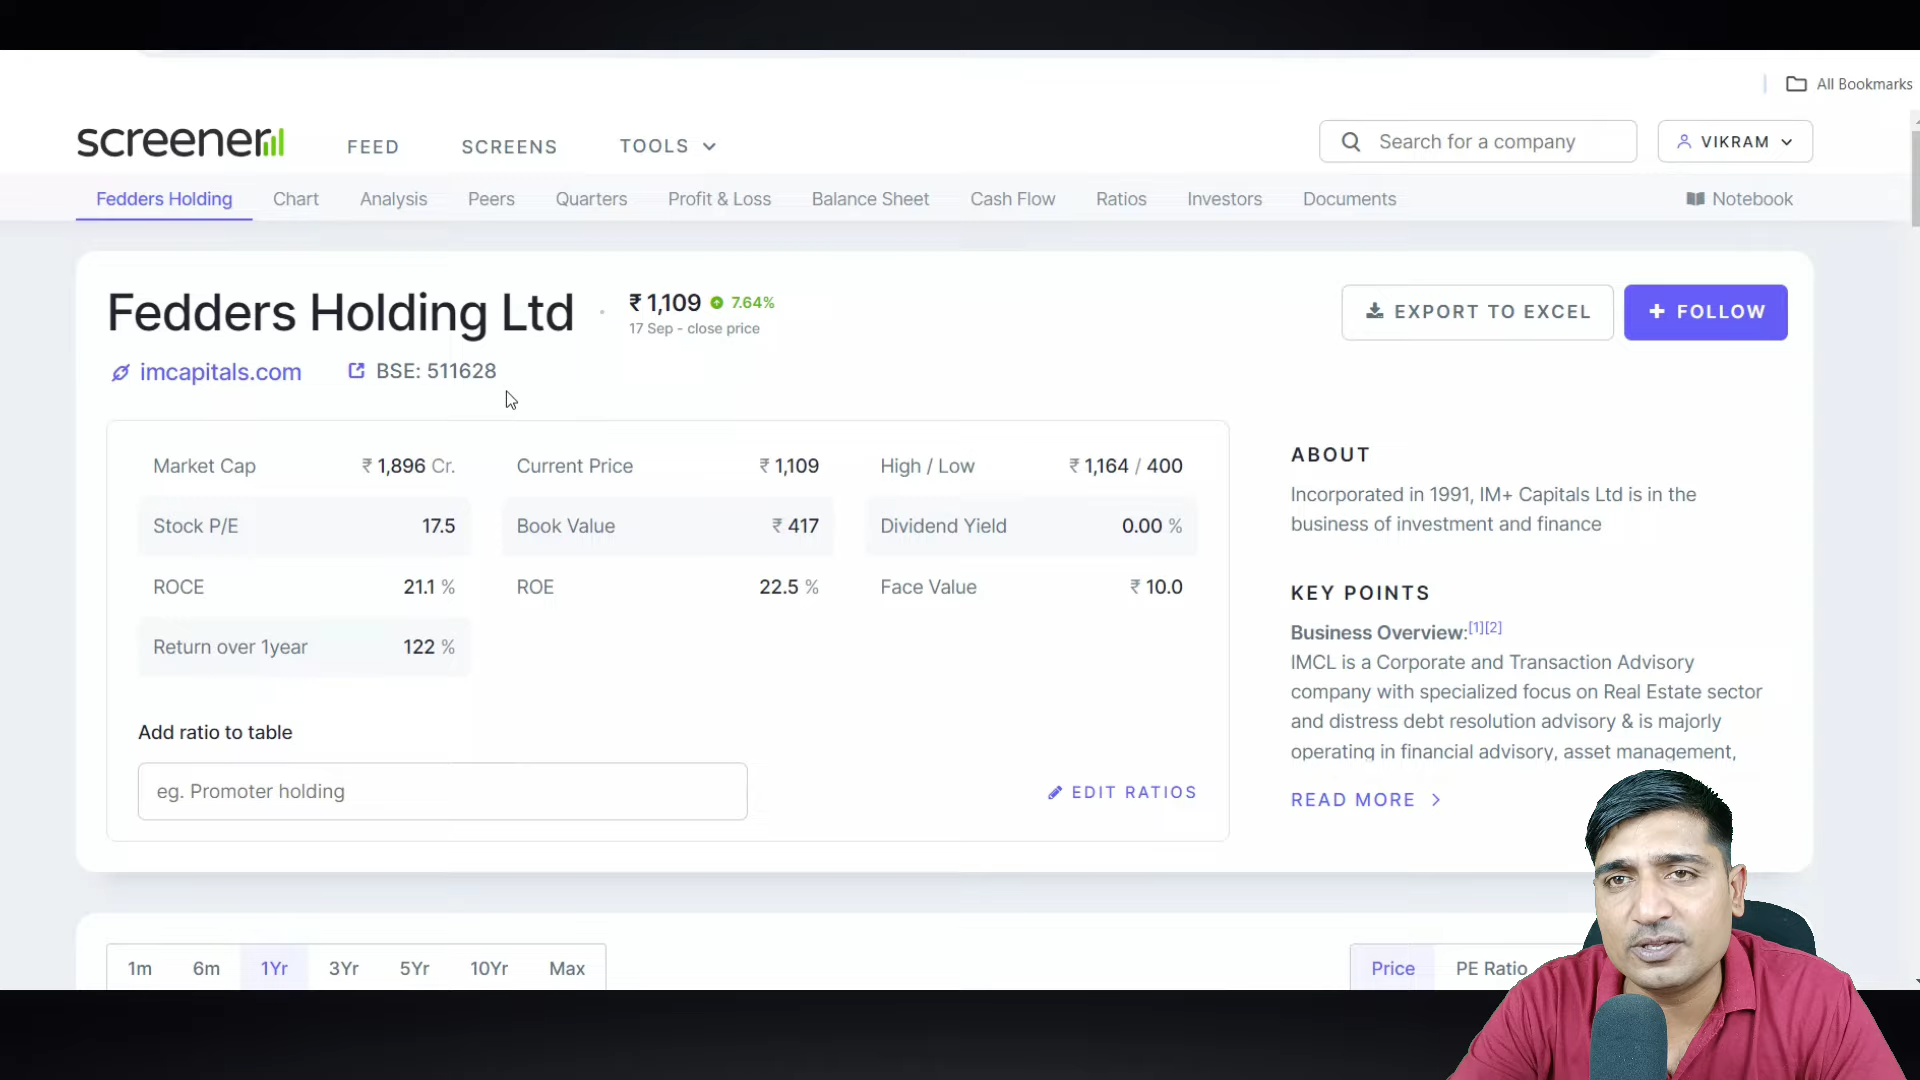 All Bookmarks
screener
FEED
SCREENS
TOOLS
Search for a company
VIKRAM
Fedders Holding
Chart
Analysis
Peers
Quarters
Profit & Loss
Balance Sheet
Cash Flow
Ratios
Investors
Documents
Notebook
Fedders Holding Ltd
₹ 1,109 7.64%
17 Sep - close price
EXPORT TO EXCEL
+ FOLLOW
imcapitals.com
BSE: 511628
Market Cap ₹ 1,896 Cr.
Current Price ₹ 1,109
High / Low ₹ 1,164 / 400
Stock P/E 17.5
Book Value ₹ 417
Dividend Yield 0.00 %
ROCE 21.1 %
ROE 22.5 %
Face Value ₹ 10.0
Return over 1year 122 %
Add ratio to table
eg. Promoter holding
EDIT RATIOS
ABOUT
Incorporated in 1991, IM+ Capitals Ltd is in the
business of investment and finance
KEY POINTS
Business Overview:[1][2]
IMCL is a Corporate and Transaction Advisory
company with specialized focus on Real Estate sector
and distress debt resolution advisory & is majorly
operating in financial advisory, asset management,
READ MORE
1m
6m
1Yr
3Yr
5Yr
10Yr
Max
Price
PE Ratio